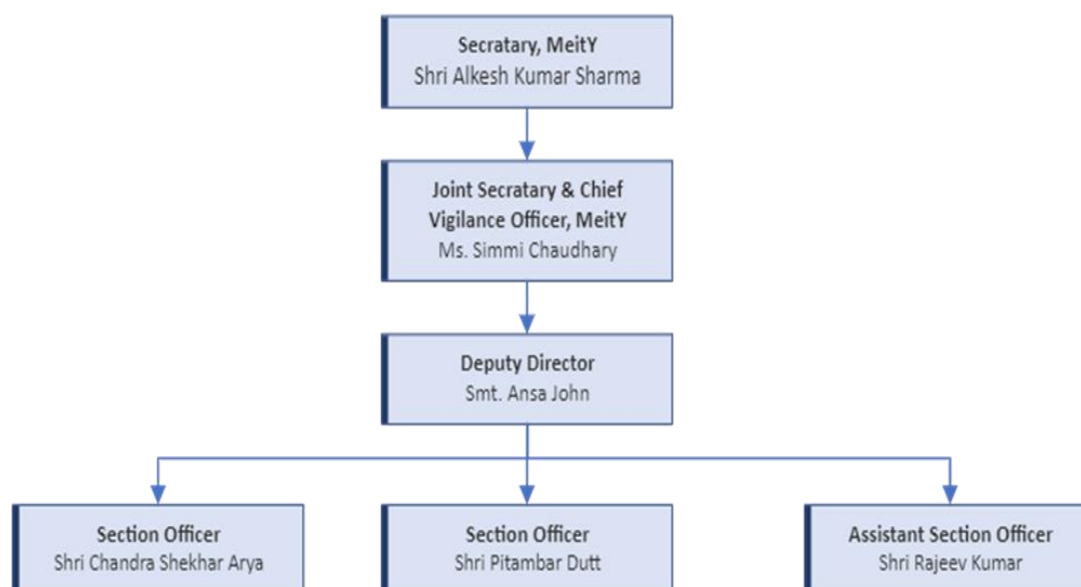 Secratary, MeitY
Shri Alkesh Kumar Sharma
Joint Secratary & Chief
Vigilance Officer, MeitY
Ms. Simmi Chaudhary
Deputy Director
Smt. Ansa John
Section Officer
Shri Chandra Shekhar Arya
Section Officer
Shri Pitambar Dutt
Assistant Section Officer
Shri Rajeev Kumar